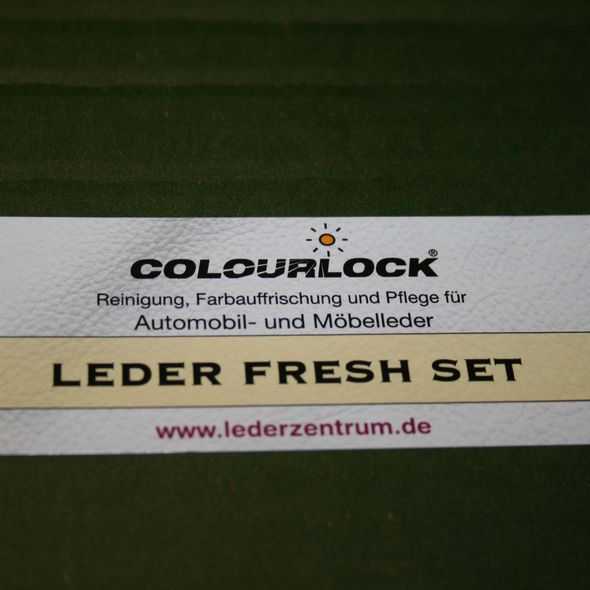 COLOURLOCK®
Reinigung, Farbauffrischung und Pflege für
Automobil- und Möbelleder
LEDER FRESH SET
www.lederzentrum.de